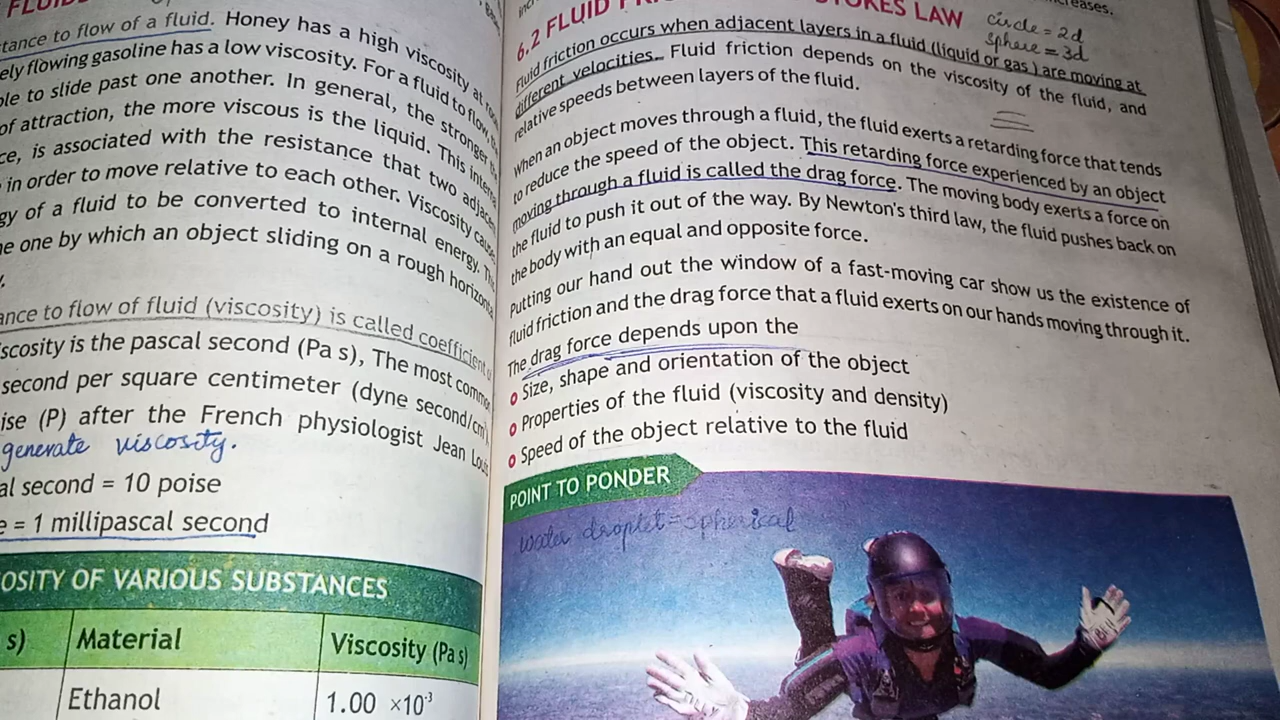 tance to flow of a fluid. Honey has a high viscosity at
ely flowing gasoline has a low viscosity. For a fluid to flow,
ble to slide past one another. In general, the stronger
of attraction, the more viscous is the liquid. This
ce, is associated with the resistance that two
in order to move relative to each other. Viscosity
gy of a fluid to be converted to internal energy.
e one by which an object sliding on a rough
y.
ance to flow of fluid (viscosity) is called coefficient
iscosity is the pascal second (Pa s), The most
second per square centimeter (dyne second/cm
ise (P) after the French physiologist Jean
generate viscosity.
al second = 10 poise
e = 1 millipascal second
OSITY OF VARIOUS SUBSTANCES
s) Material Viscosity (Pa s)
Ethanol 1.00 ×10⁻³
reases.
6.2 FLUID STOKES LAW
circle = 2d
sphere = 3d
Fluid friction occurs when adjacent layers in a fluid (liquid or gas) are moving at
different velocities. Fluid friction depends on the viscosity of the fluid, and
relative speeds between layers of the fluid.
When an object moves through a fluid, the fluid exerts a retarding force that tends
to reduce the speed of the object. This retarding force experienced by an object
moving through a fluid is called the drag force. The moving body exerts a force on
the fluid to push it out of the way. By Newton's third law, the fluid pushes back on
the body with an equal and opposite force.
Putting our hand out the window of a fast-moving car show us the existence of
fluid friction and the drag force that a fluid exerts on our hands moving through it.
The drag force depends upon the
Size, shape and orientation of the object
Properties of the fluid (viscosity and density)
Speed of the object relative to the fluid
POINT TO PONDER
water droplet = spherical